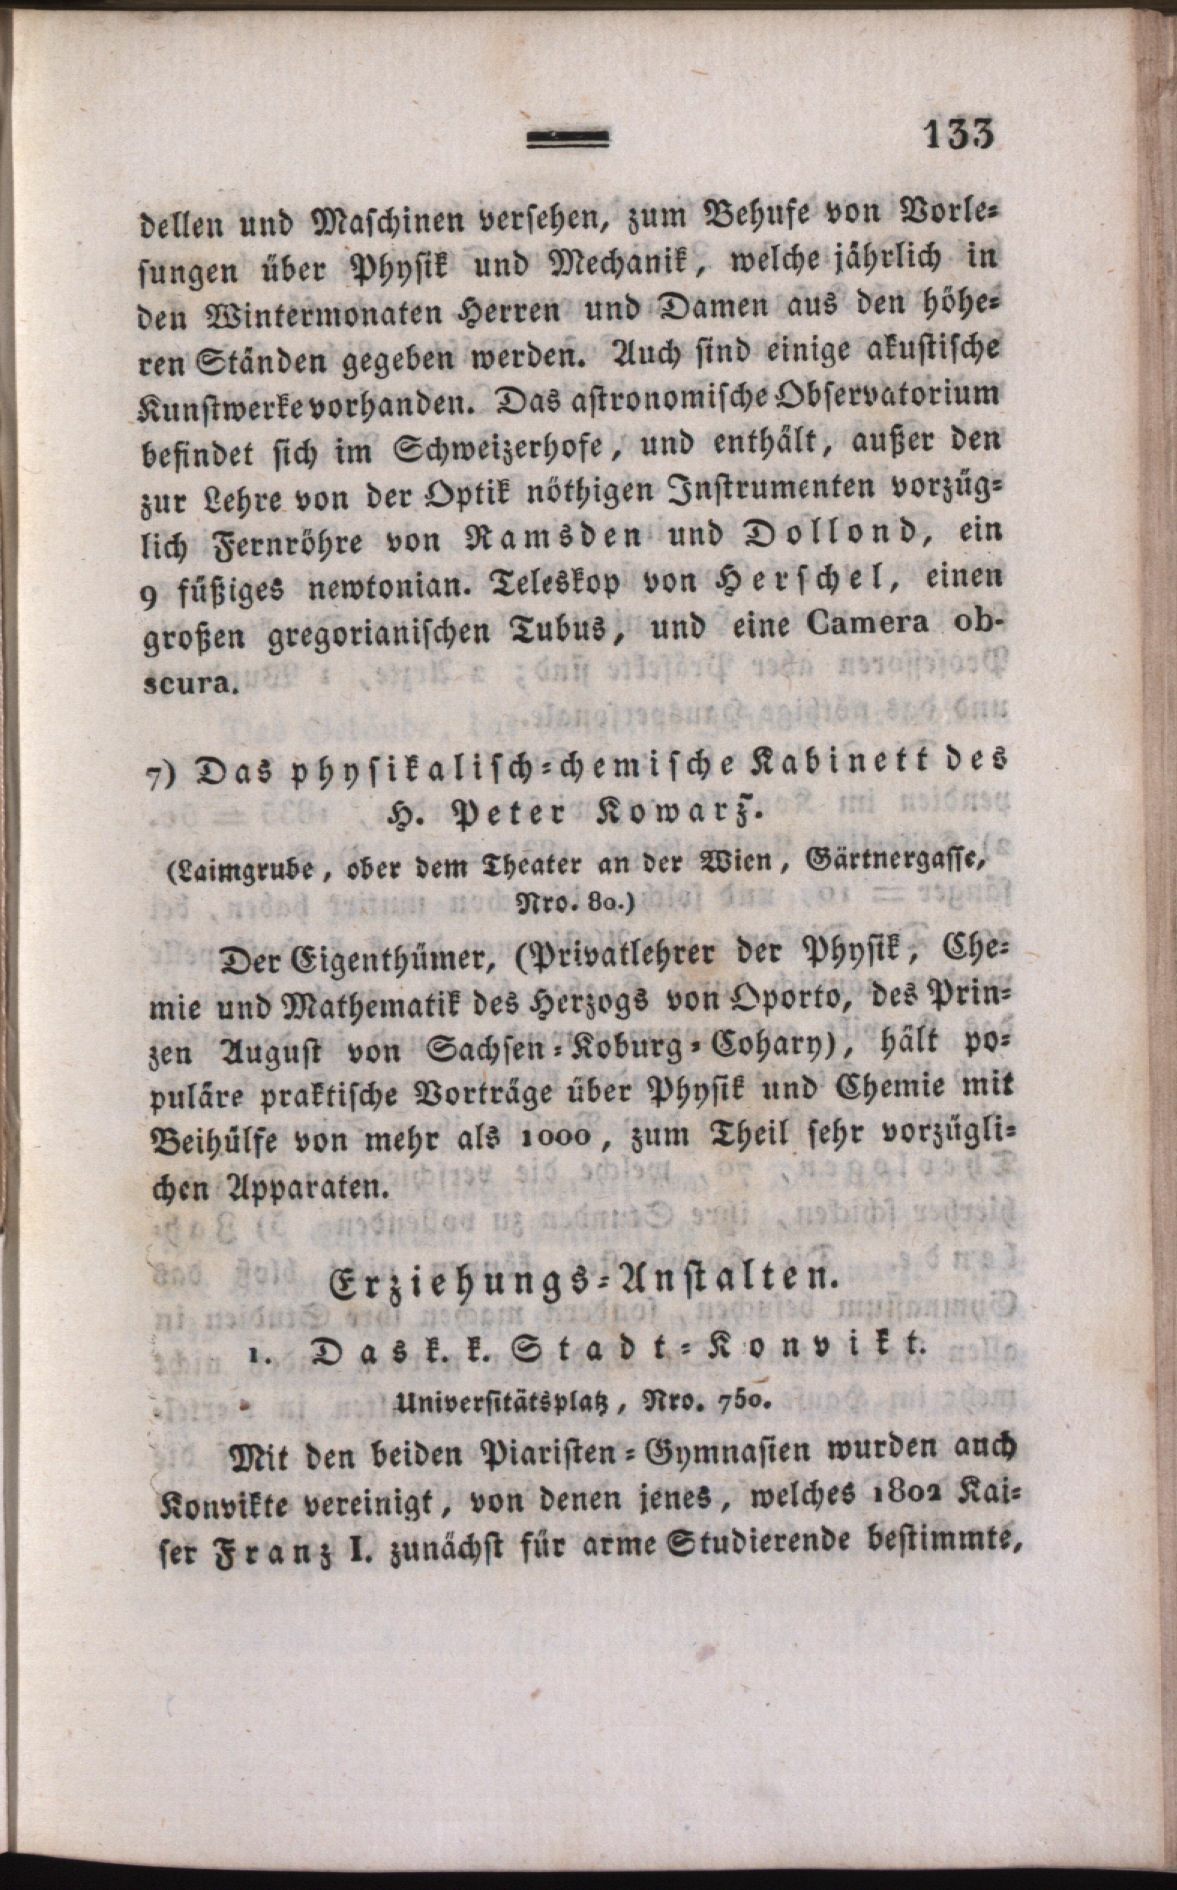 133
dellen und Maschinen versehen, zum Behufe von Vorle-
sungen über Physik und Mechanik, welche jährlich in
den Wintermonaten Herren und Damen aus den höhe-
ren Ständen gegeben werden. Auch sind einige akustische
Kunstwerke vorhanden. Das astronomische Observatorium
befindet sich im Schweizerhofe, und enthält, außer den
zur Lehre von der Optik nöthigen Instrumenten vorzüg-
lich Fernröhre von Ramsden und Dollond, ein
9 füßiges newtonian. Teleskop von Herschel, einen
großen gregorianischen Tubus, und eine Camera ob-
scura.
7) Das physikalisch-chemische Kabinett des
H. Peter Kowarz.
(Laimgrube, ober dem Theater an der Wien, Gärtnergasse,
Nro. 80.)
Der Eigenthümer, (Privatlehrer der Physik, Che-
mie und Mathematik des Herzogs von Oporto, des Prin-
zen August von Sachsen-Koburg-Cohary), hält po-
puläre praktische Vorträge über Physik und Chemie mit
Beihülfe von mehr als 1000, zum Theil sehr vorzügli-
chen Apparaten.
Erziehungs-Anstalten.
1. Das k. k. Stadt-Konvikt.
Universitätsplatz, Nro. 750.
Mit den beiden Piaristen-Gymnasien wurden auch
Konvikte vereinigt, von denen jenes, welches 1802 Kai-
ser Franz I. zunächst für arme Studierende bestimmte,